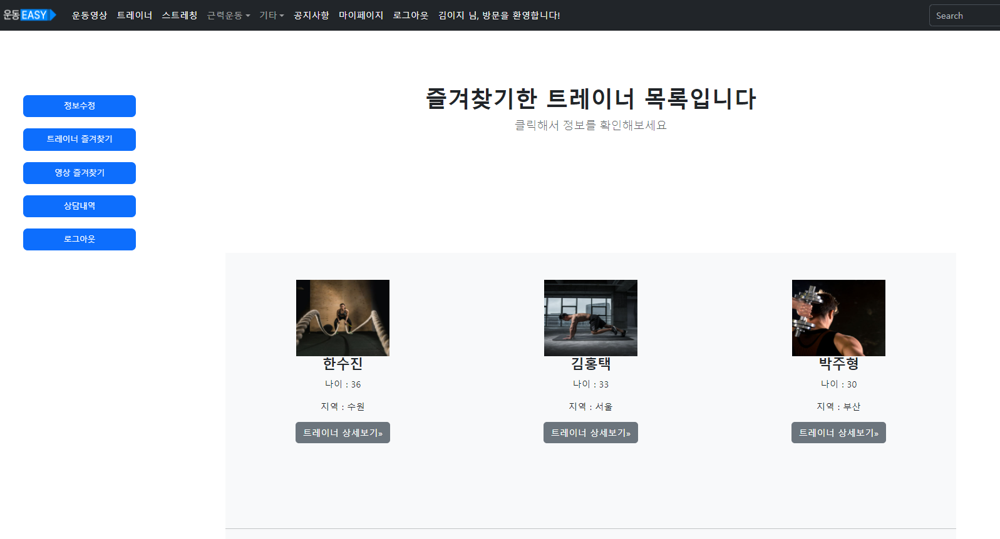 운동EASY 운동영상 트레이너 스트레칭 근력운동 기타 공지사항 마이페이지 로그아웃 김이지 님, 방문을 환영합니다! Search
정보수정
트레이너 즐겨찾기
영상 즐겨찾기
상담내역
로그아웃
즐겨찾기한 트레이너 목록입니다
클릭해서 정보를 확인해보세요
한수진
나이 : 36
지역 : 수원
트레이너 상세보기»
김홍택
나이 : 33
지역 : 서울
트레이너 상세보기»
박주형
나이 : 30
지역 : 부산
트레이너 상세보기»